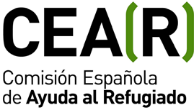 CEA(R)
Comisión Española
de Ayuda al Refugiado